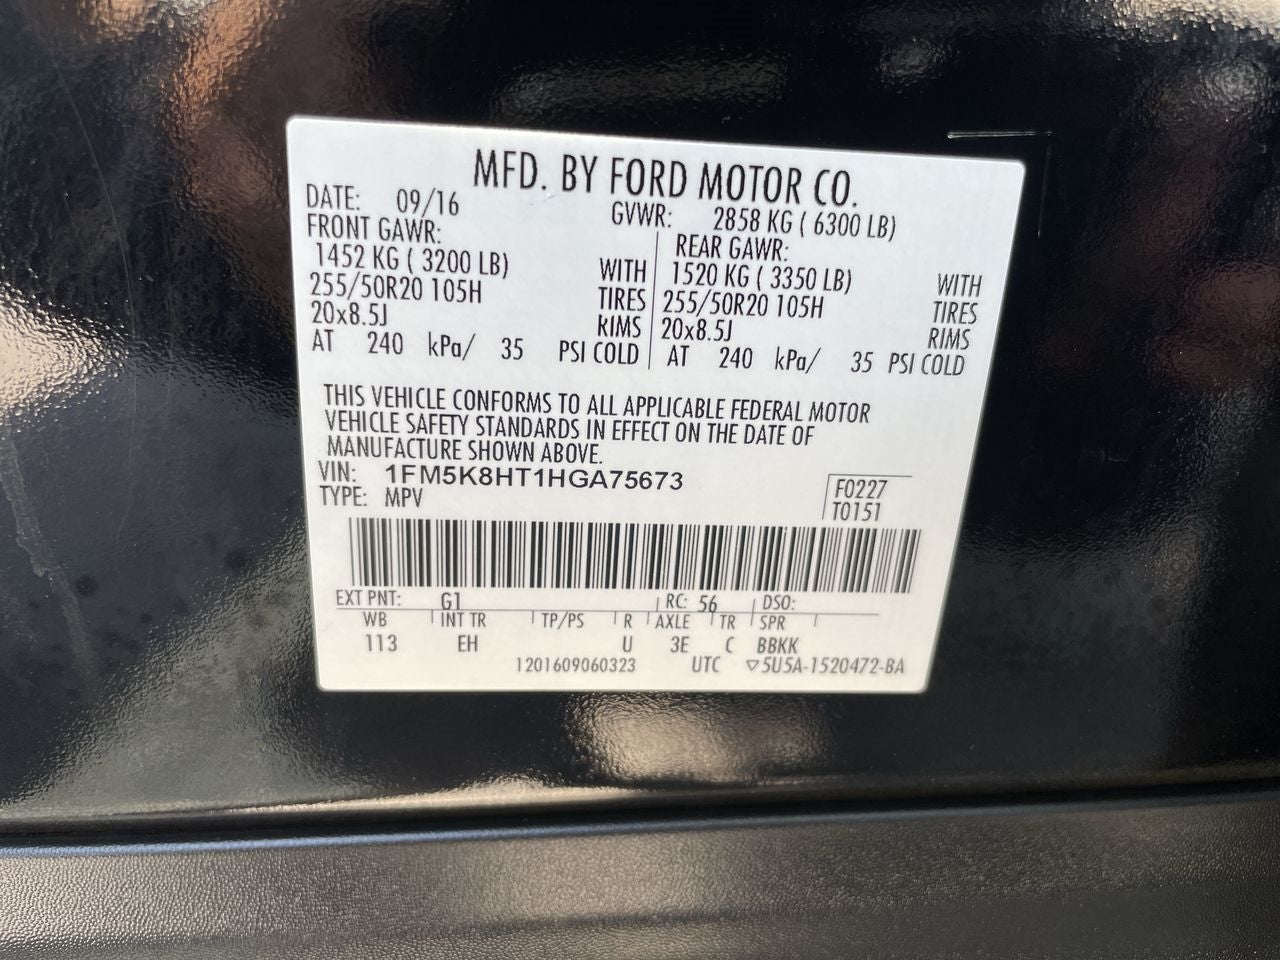 MFD. BY FORD MOTOR CO.
DATE: 09/16 GVWR: 2858 KG ( 6300 LB)
FRONT GAWR: REAR GAWR:
1452 KG ( 3200 LB) WITH 1520 KG ( 3350 LB) WITH
255/50R20 105H TIRES 255/50R20 105H TIRES
20x8.5J RIMS 20x8.5J RIMS
AT 240 kPa/ 35 PSI COLD AT 240 kPa/ 35 PSI COLD
THIS VEHICLE CONFORMS TO ALL APPLICABLE FEDERAL MOTOR
VEHICLE SAFETY STANDARDS IN EFFECT ON THE DATE OF
MANUFACTURE SHOWN ABOVE.
VIN: 1FM5K8HT1HGA75673 F0227
TYPE: MPV T0151
EXT PNT: G1 RC: 56 DSO:
WB INT TR TP/PS R AXLE TR SPR
113 EH U 3E C BBKK
1201609060323 UTC ▽5U5A-1520472-BA